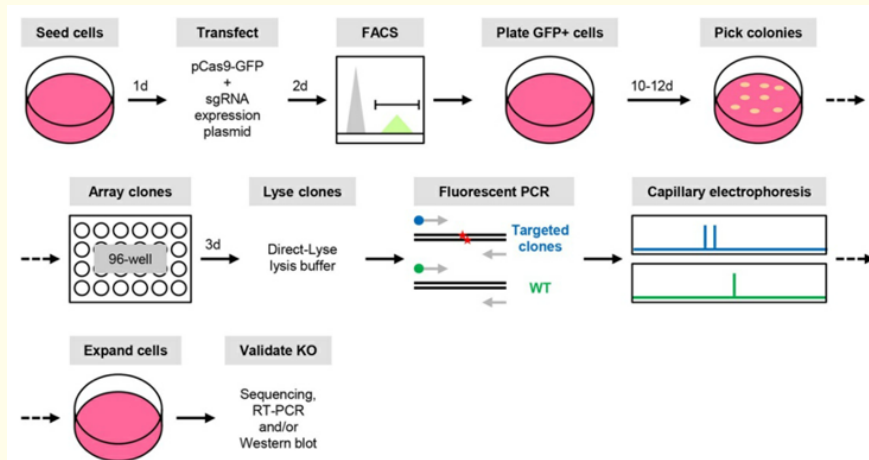 Seed cells
Transfect
FACS
Plate GFP+ cells
Pick colonies
1d
pCas9-GFP
+
sgRNA
expression
plasmid
2d
10-12d
Array clones
Lyse clones
Fluorescent PCR
Capillary electrophoresis
96-well
3d
Direct-Lyse
lysis buffer
Targeted
clones
WT
Expand cells
Validate KO
Sequencing,
RT-PCR
and/or
Western blot